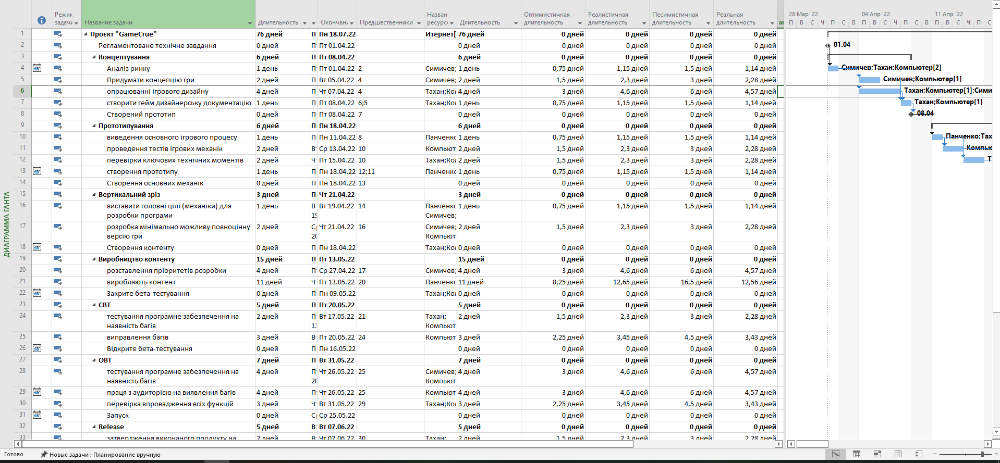 Режим задачи	Название задачи	Длительность	Окончани	Предшественники	Назван ресурс	Длительность	Оптимистичная длительность	Реалистичная длительность	Песимистичная длительность	Реальная длительность
28 Мар '22	04 Апр '22	11 Апр '22
П В С Ч П С В П В С Ч П С В П В С Ч П С
1	Проєкт "GameCrue"	76 дней	П	Пн 18.07.22	Итернет[	76 дней	0 дней	0 дней	0 дней	0 дней
2	Регламентоване технічне завдання	0 дней	П	Пт 01.04.22	0 дней	0 дней	0 дней	0 дней	0 дней	01.04
3	Концептування	6 дней	П	Пт 08.04.22	6 дней	0 дней	0 дней	0 дней	0 дней
4	Аналіз ринку	1 день	П	Пт 01.04.22	2	Симичев;	1 день	0,75 дней	1,15 дней	1,5 дней	1,14 дней	Симичев;Тахан;Компьютер[2]
5	Придумати концепцію гри	2 дней	П	Вт 05.04.22	4	Симичев;	2 дней	1,5 дней	2,3 дней	3 дней	2,28 дней	Симичев;Компьютер[1]
6	опрацюванні ігрового дизайну	4 дней	П	Чт 07.04.22	4	Тахан;Ко	4 дней	3 дней	4,6 дней	6 дней	4,57 дней	Тахан;Компьютер[1];Сими
7	створити гейм дизайнерську документацію	1 день	П	Пт 08.04.22	6;5	Тахан;Ко	1 день	0,75 дней	1,15 дней	1,5 дней	1,14 дней	Тахан;Компьютер[1]
8	Створений прототип	0 дней	П	Пт 08.04.22	7	0 дней	0 дней	0 дней	0 дней	0 дней	08.04
9	Прототипування	6 дней	П	Пн 18.04.22	6 дней	0 дней	0 дней	0 дней	0 дней
10	виведення основного ігрового процесу	1 день	П	Пн 11.04.22	8	Панченко	1 день	0,75 дней	1,15 дней	1,5 дней	1,14 дней	Панченко;Тах
11	проведення тестів ігрових механік	2 дней	В	Ср 13.04.22	10	Компьют	2 дней	1,5 дней	2,3 дней	3 дней	2,28 дней	Компьк
12	перевірки ключових технічних моментів	2 дней	Ч	Пт 15.04.22	10	Тахан;Ко	2 дней	1,5 дней	2,3 дней	3 дней	2,28 дней	Т
13	створення прототипу	1 день	П	Пн 18.04.22	12;11	Панченко	1 день	0,75 дней	1,15 дней	1,5 дней	1,14 дней
14	Створення основних механік	0 дней	П	Пн 18.04.22	13	0 дней	0 дней	0 дней	0 дней	0 дней
15	Вертикальний зріз	3 дней	П	Чт 21.04.22	3 дней	0 дней	0 дней	0 дней	0 дней
16	виставити головні цілі (механіки) для	1 день	Вт	Вт 19.04.22	14	Панченко	1 день	0,75 дней	1,15 дней	1,5 дней	1,14 дней
розробки програми	19	Симичев;
17	розробка мінімально можливу повноцінну	2 дней	Ср	Чт 21.04.22	16	Симичев;	2 дней	1,5 дней	2,3 дней	3 дней	2,28 дней
версію гри	20	Компьют
18	Створення контенту	0 дней	П	Пн 18.04.22	Тахан;Ко	0 дней	0 дней	0 дней	0 дней	0 дней
19	Виробництво контенту	15 дней	П	Пт 13.05.22	15 дней	0 дней	0 дней	0 дней	0 дней
20	розставлення пріоритетів розробки	4 дней	П	Ср 27.04.22	17	Симичев;	4 дней	3 дней	4,6 дней	6 дней	4,57 дней
21	виробляють контент	11 дней	Ч	Пт 13.05.22	20	Панченко	11 дней	8,25 дней	12,65 дней	16,5 дней	12,56 дней
22	Закрите бета-тестування	0 дней	П	Пн 09.05.22	Тахан;Ко	0 дней	0 дней	0 дней	0 дней	0 дней
23	CBT	5 дней	П	Пт 20.05.22	5 дней	0 дней	0 дней	0 дней	0 дней
24	тестування програмне забезпечення на	2 дней	П	Вт 17.05.22	21	Тахан;	2 дней	1,5 дней	2,3 дней	3 дней	2,28 дней
наявність багів	13	Компьют
25	виправлення багів	3 дней	В	Пт 20.05.22	24	Компьют	3 дней	2,25 дней	3,45 дней	4,5 дней	3,43 дней
26	Відкрите бета-тестування	0 дней	П	Пн 16.05.22	0 дней	0 дней	0 дней	0 дней	0 дней
27	OBT	7 дней	П	Вт 31.05.22	7 дней	0 дней	0 дней	0 дней	0 дней
28	тестування програмне забезпечення на	4 дней	П	Чт 26.05.22	25	Симичев;	4 дней	3 дней	4,6 дней	6 дней	4,57 дней
наявність багів	20	Компьют
29	праця з аудиторією на виявлення багів	4 дней	П	Чт 26.05.22	25	Компьют	4 дней	3 дней	4,6 дней	6 дней	4,57 дней
30	перевірка впровадження всіх функцій	3 дней	Ч	Вт 31.05.22	29	Тахан;Ко	3 дней	2,25 дней	3,45 дней	4,5 дней	3,43 дней
31	Запуск	0 дней	Ср	Ср 25.05.22	0 дней	0 дней	0 дней	0 дней	0 дней
32	Release	5 дней	В	Вт 07.06.22	5 дней	0 дней	0 дней	0 дней	0 дней
33	затвердження виконаного продукту на	2 дней	Ч	Чт 02.06.22	30	Тахан;	2 дней	1,5 дней	2,3 дней	3 дней	2,28 дней
ДИАГРАММА ГАНТА
Готово	Новые задачи : Планирование вручную